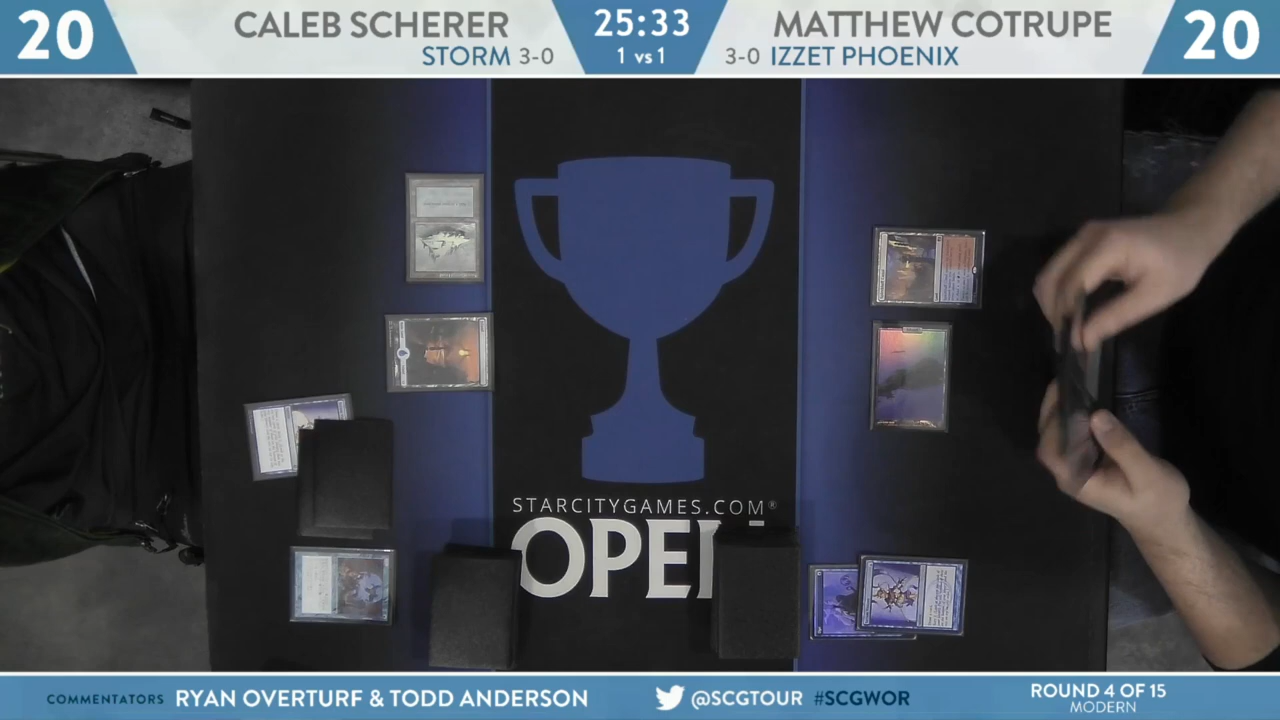 20
CALEB SCHERER
STORM 3-0
25:33
1 vs 1
MATTHEW COTRUPE
3-0 IZZET PHOENIX
20
STARCITYGAMES.COM®
COMMENTATORS RYAN OVERTURF & TODD ANDERSON
@SCGTOUR #SCGWOR
ROUND 4 OF 15
MODERN